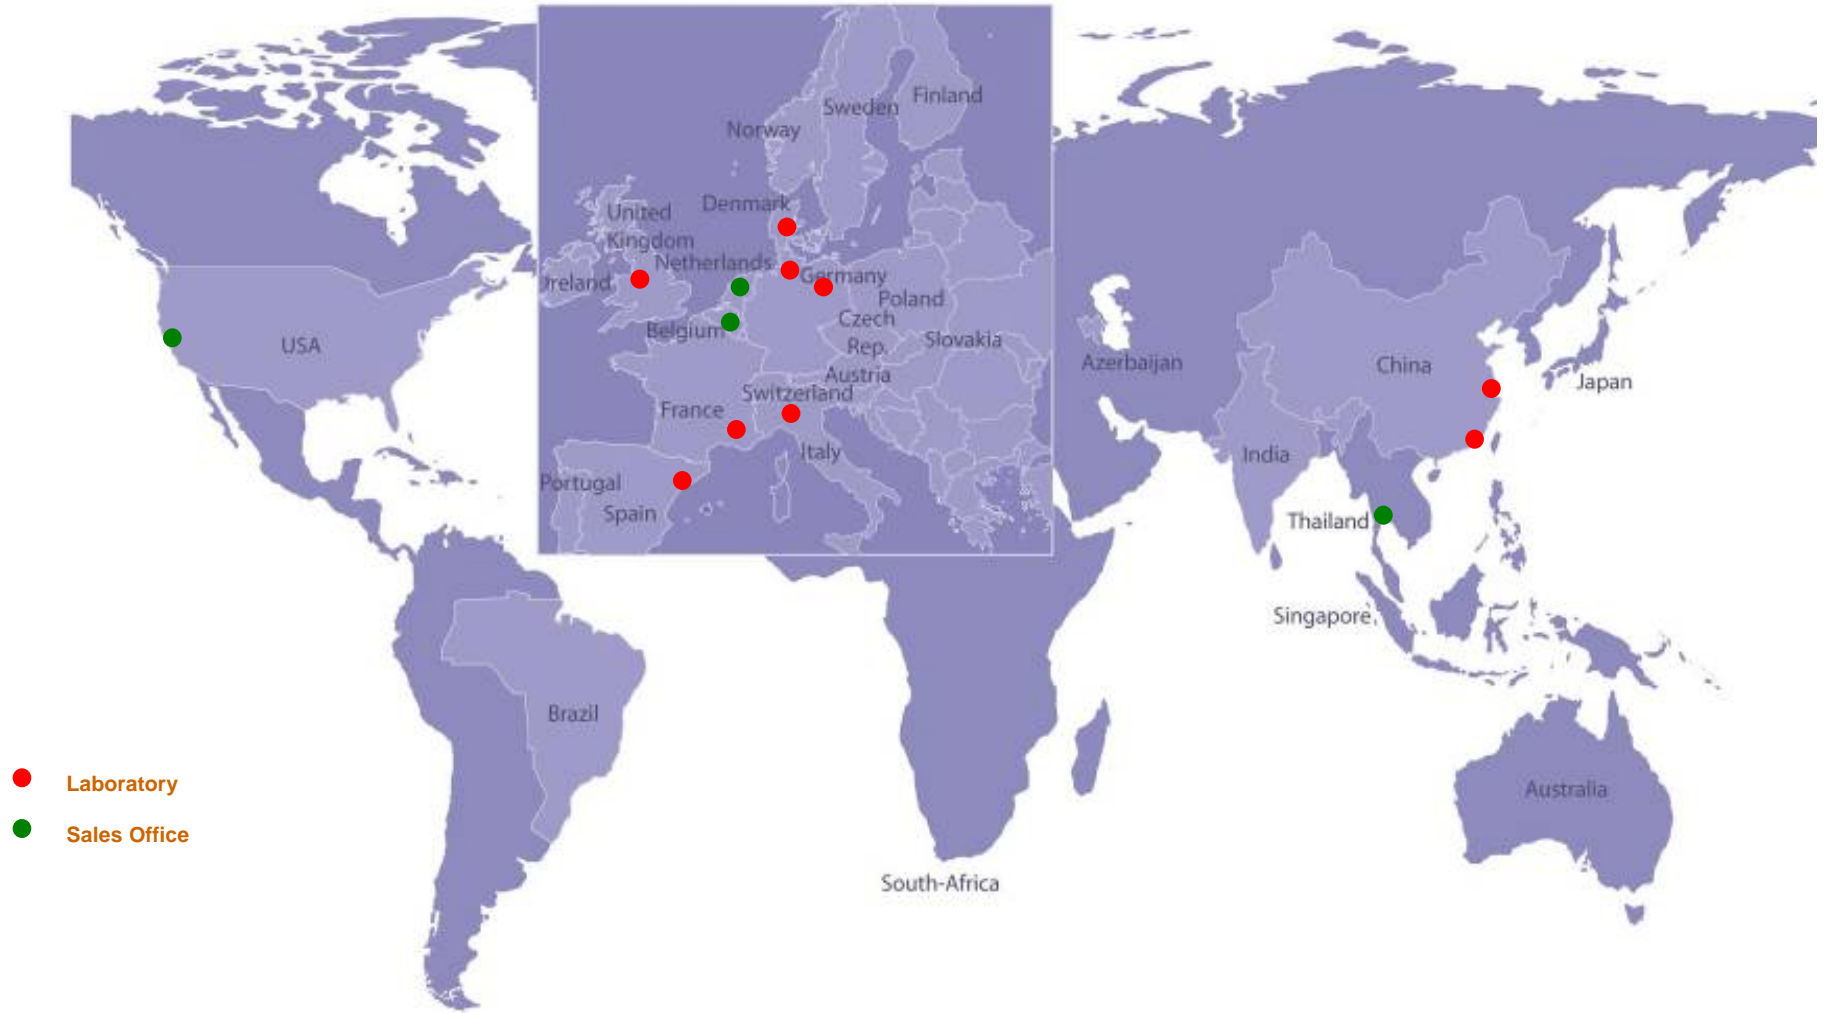 Finland
Sweden
Norway
Denmark
United
Kingdom
Netherlands
Ireland
Germany
Poland
Belgium
Czech
Rep.
Slovakia
USA
Austria
Switzerland
France
Italy
Portugal
Spain
Azerbaijan
China
Japan
India
Thailand
Singapore
Brazil
Australia
South-Africa
Laboratory
Sales Office